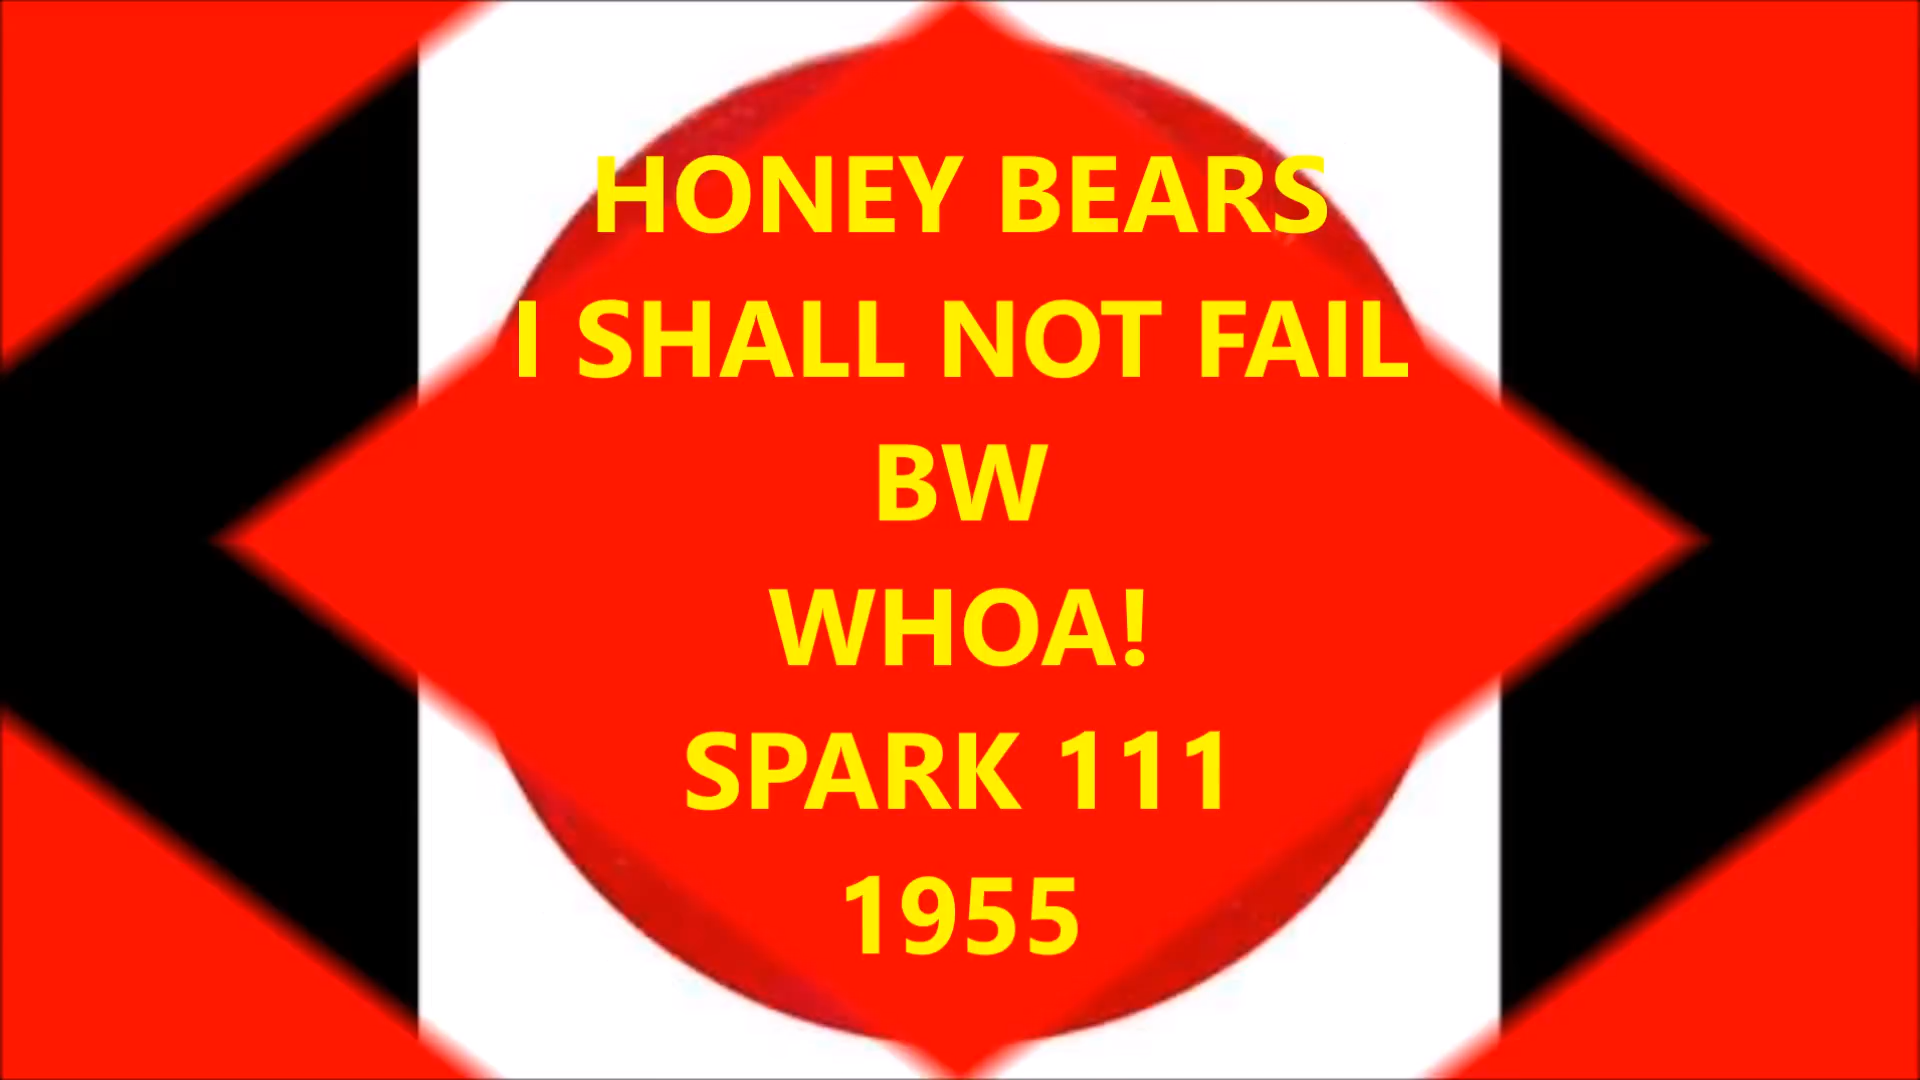 HONEY BEARS
I SHALL NOT FAIL
BW
WHOA!
SPARK 111
1955